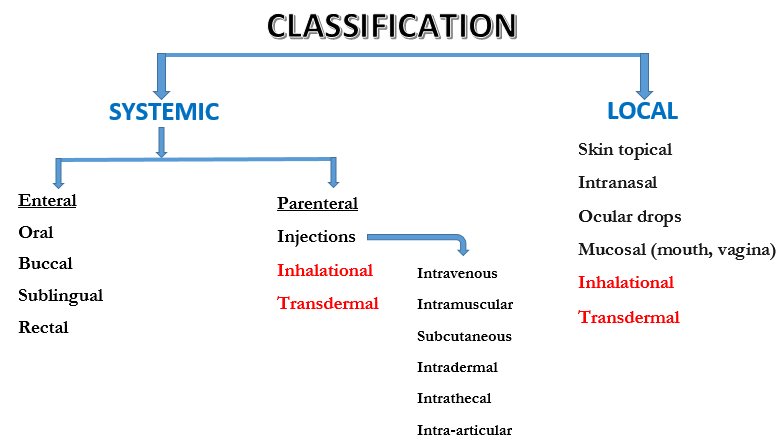 CLASSIFICATION
SYSTEMIC
Enteral
Oral
Buccal
Sublingual
Rectal
Parenteral
Injections
Inhalational
Transdermal
Intravenous
Intramuscular
Subcutaneous
Intradermal
Intrathecal
Intra-articular
LOCAL
Skin topical
Intranasal
Ocular drops
Mucosal (mouth, vagina)
Inhalational
Transdermal